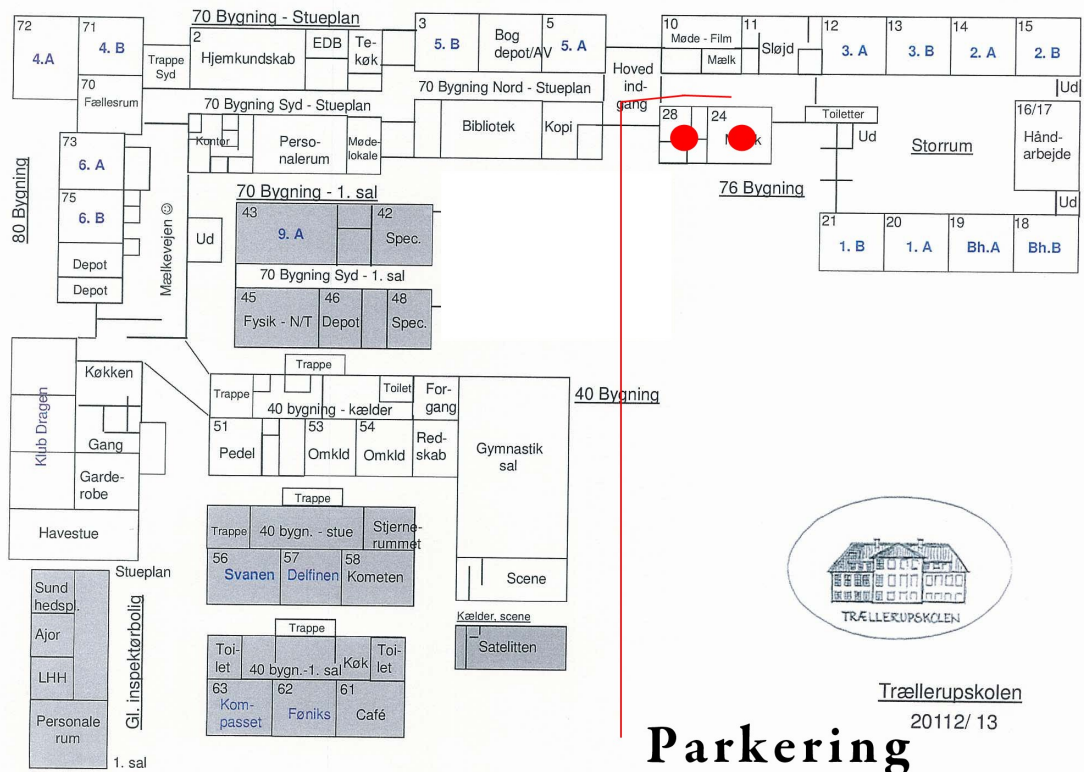 72
4.A
71
4. B
70
Fællesrum
Trappe
Syd
70 Bygning - Stueplan
2
Hjemkundskab
EDB
Te-
køk
3
5. B
Bog
depot/AV
5
5. A
Hoved
ind-
gang
10
Møde - Film
Mælk
11
Sløjd
12
3. A
13
3. B
14
2. A
15
2. B
Ud
70 Bygning Syd - Stueplan
Kontor
Perso-
nalerum
Møde-
lokale
70 Bygning Nord - Stueplan
Bibliotek
Kopi
28
24
Toiletter
Ud
Storrum
16/17
Hånd-
arbejde
Ud
76 Bygning
21
1. B
20
1. A
19
Bh.A
18
Bh.B
80 Bygning
73
6. A
75
6. B
Depot
Depot
Mælkevejen ☺
Ud
70 Bygning - 1. sal
43
9. A
42
Spec.
70 Bygning Syd - 1. sal
45
Fysik - N/T
46
Depot
48
Spec.
Klub Dragen
Køkken
Gang
Garde-
robe
Havestue
Trappe
Trappe
Toilet
For-
gang
40 bygning - kælder
51
Pedel
53
Omkld
54
Omkld
Red-
skab
Gymnastik
sal
40 Bygning
Scene
Trappe
Trappe
40 bygn. - stue
Stjerne-
rummet
56
Svanen
57
Delfinen
58
Kometen
Kælder, scene
Satelitten
Trappe
Toi-
let
40 bygn.-1. sal
Køk
Toi-
let
63
Kom-
passet
62
Føniks
61
Café
Stueplan
Sund
hedspl.
Ajor
LHH
Personale
rum
Gl. inspektørbolig
1. sal
TRÆLLERUPSKOLEN
Trællerupskolen
20112/ 13
Parkering